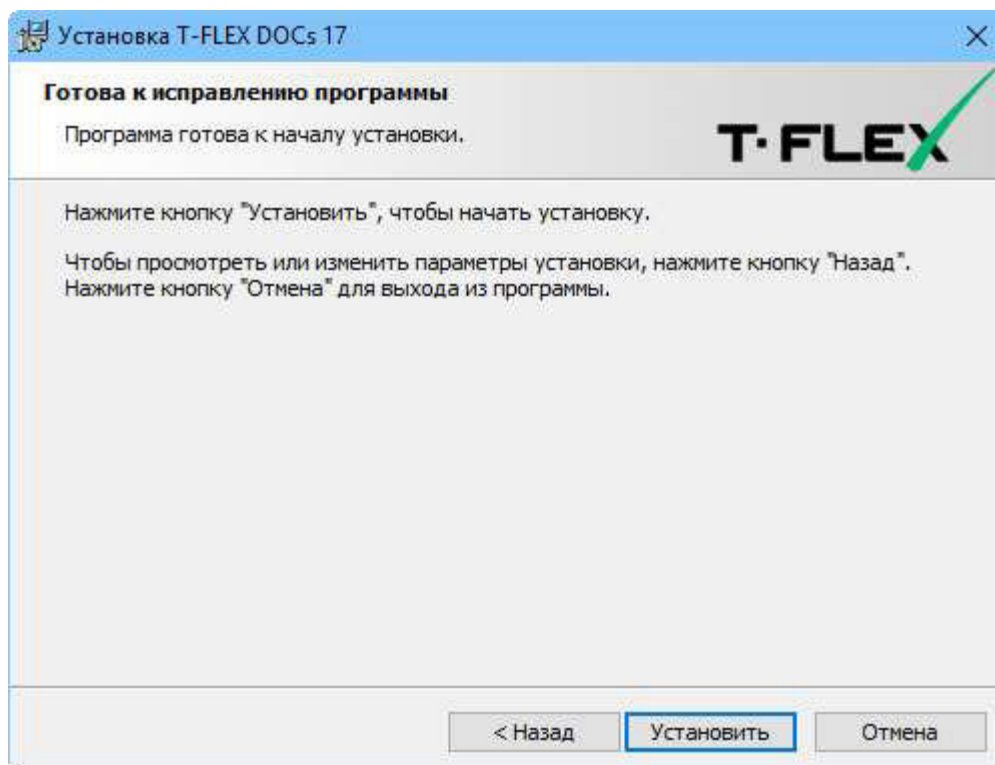 Установка T-FLEX DOCs 17
Готова к исправлению программы
Программа готова к началу установки.
T·FLEX
Нажмите кнопку "Установить", чтобы начать установку.
Чтобы просмотреть или изменить параметры установки, нажмите кнопку "Назад".
Нажмите кнопку "Отмена" для выхода из программы.
< Назад
Установить
Отмена